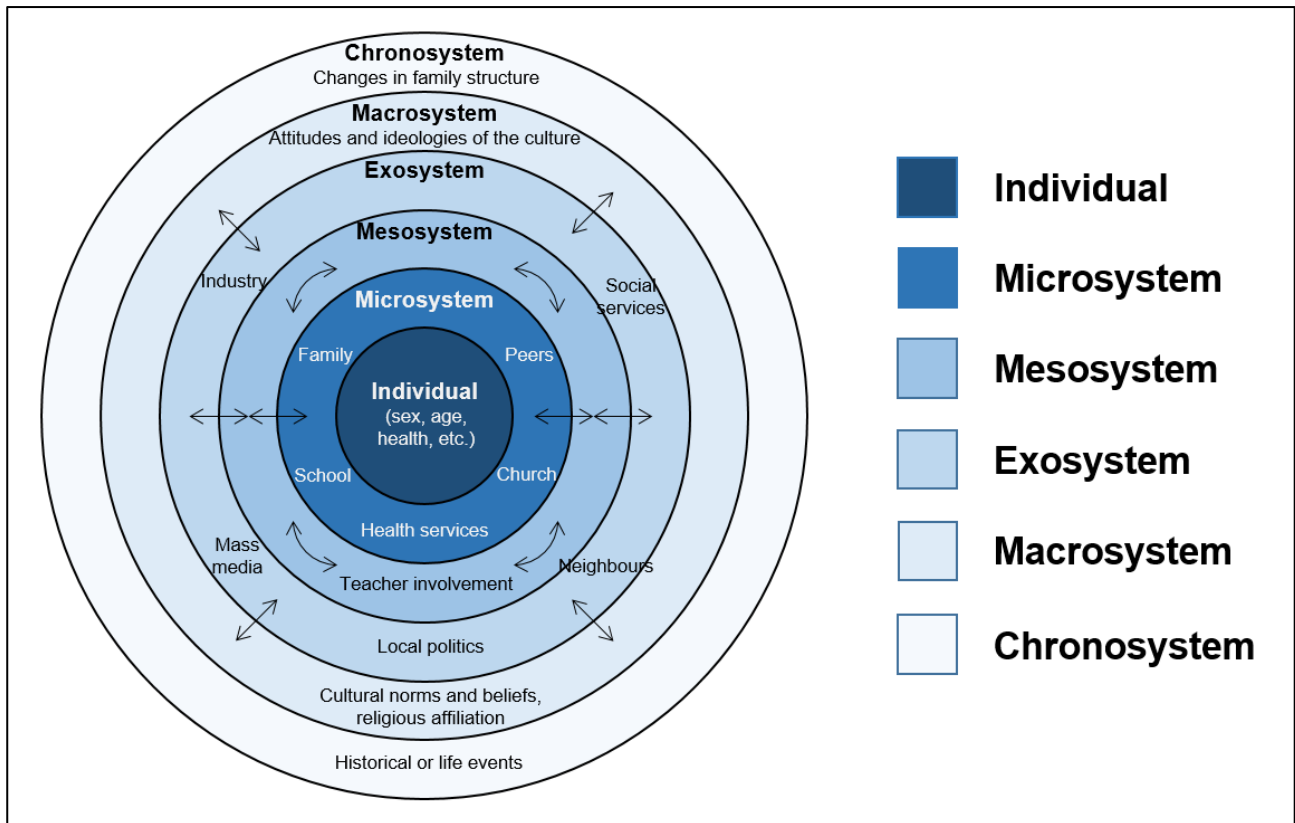 Chronosystem
Changes in family structure
Macrosystem
Attitudes and ideologies of the culture
Exosystem
Mesosystem
Industry
Social
services
Microsystem
Family
Peers
Individual
(sex, age,
health, etc.)
School
Church
Health services
Mass
media
Teacher involvement
Neighbours
Local politics
Cultural norms and beliefs,
religious affiliation
Historical or life events
Individual
Microsystem
Mesosystem
Exosystem
Macrosystem
Chronosystem